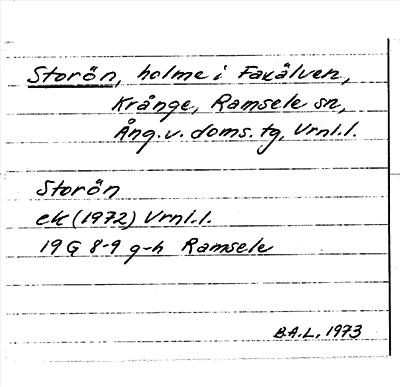 Storön, holme i Faxälven,
Krånge, Ramsele sn,
Ång.v. doms. tg, Vrnl.l.
Storön
ek (1972) Vrnl.l.
19 G 8-9 g-h Ramsele
B.A.L, 1973